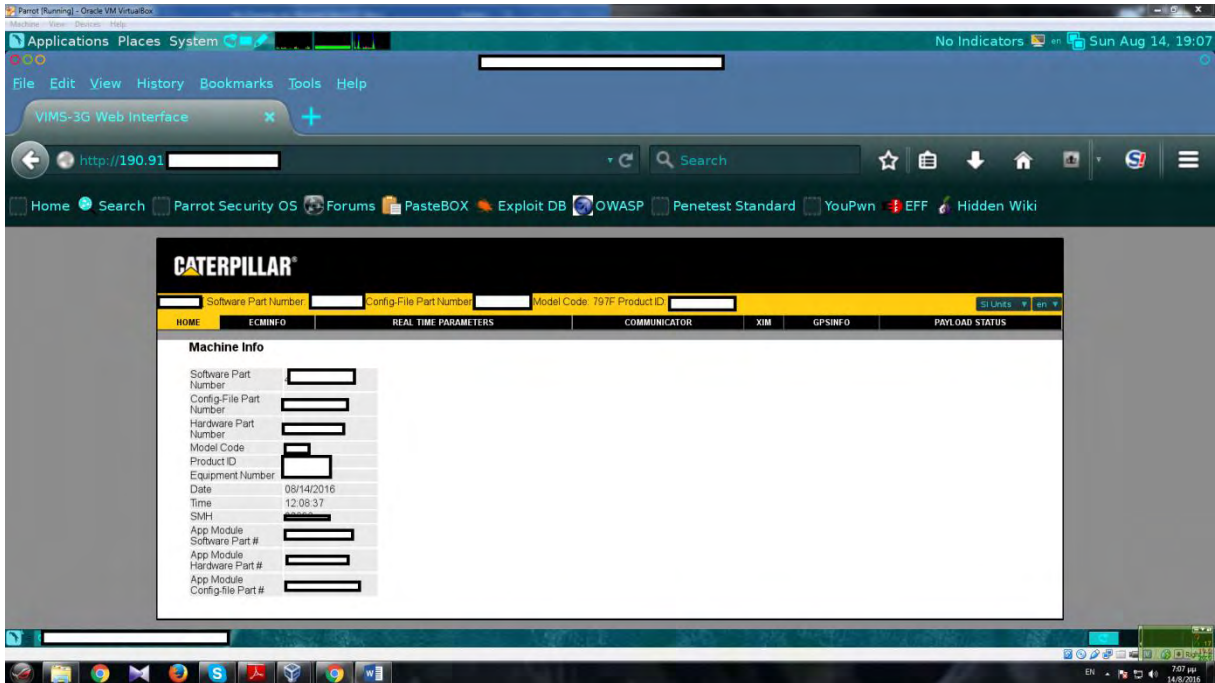 Parrot [Running] - Oracle VM VirtualBox
Machine View Devices Help
Applications Places System
No Indicators en Sun Aug 14, 19:07
File Edit View History Bookmarks Tools Help
VIMS-3G Web Interface
http://190.91
Search
Home Search Parrot Security OS Forums PasteBOX Exploit DB OWASP Penetest Standard YouPwn EFF Hidden Wiki
CATERPILLAR®
Software Part Number: Config-File Part Number Model Code: 797F Product ID:
SI Units en
HOME ECMINFO REAL TIME PARAMETERS COMMUNICATOR XIM GPSINFO PAYLOAD STATUS
Machine Info
Software Part Number
Config-File Part Number
Hardware Part Number
Model Code
Product ID
Equipment Number
Date 08/14/2016
Time 12:08:37
SMH
App Module Software Part #
App Module Hardware Part #
App Module Config-file Part #
EN 7:07 μμ
14/8/2016